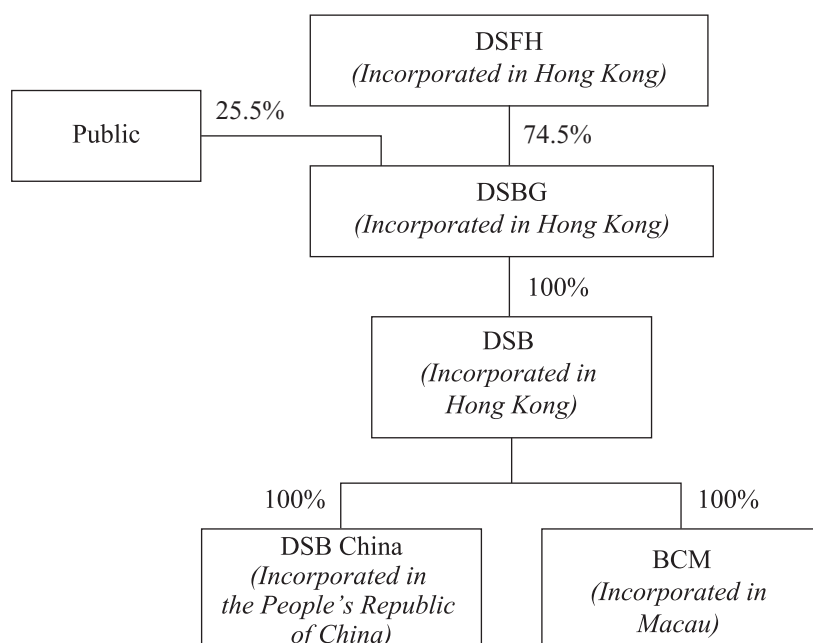 DSFH
(Incorporated in Hong Kong)
Public
25.5%
74.5%
DSBG
(Incorporated in Hong Kong)
100%
DSB
(Incorporated in
Hong Kong)
100%
100%
DSB China
(Incorporated in
the People’s Republic
of China)
BCM
(Incorporated in
Macau)